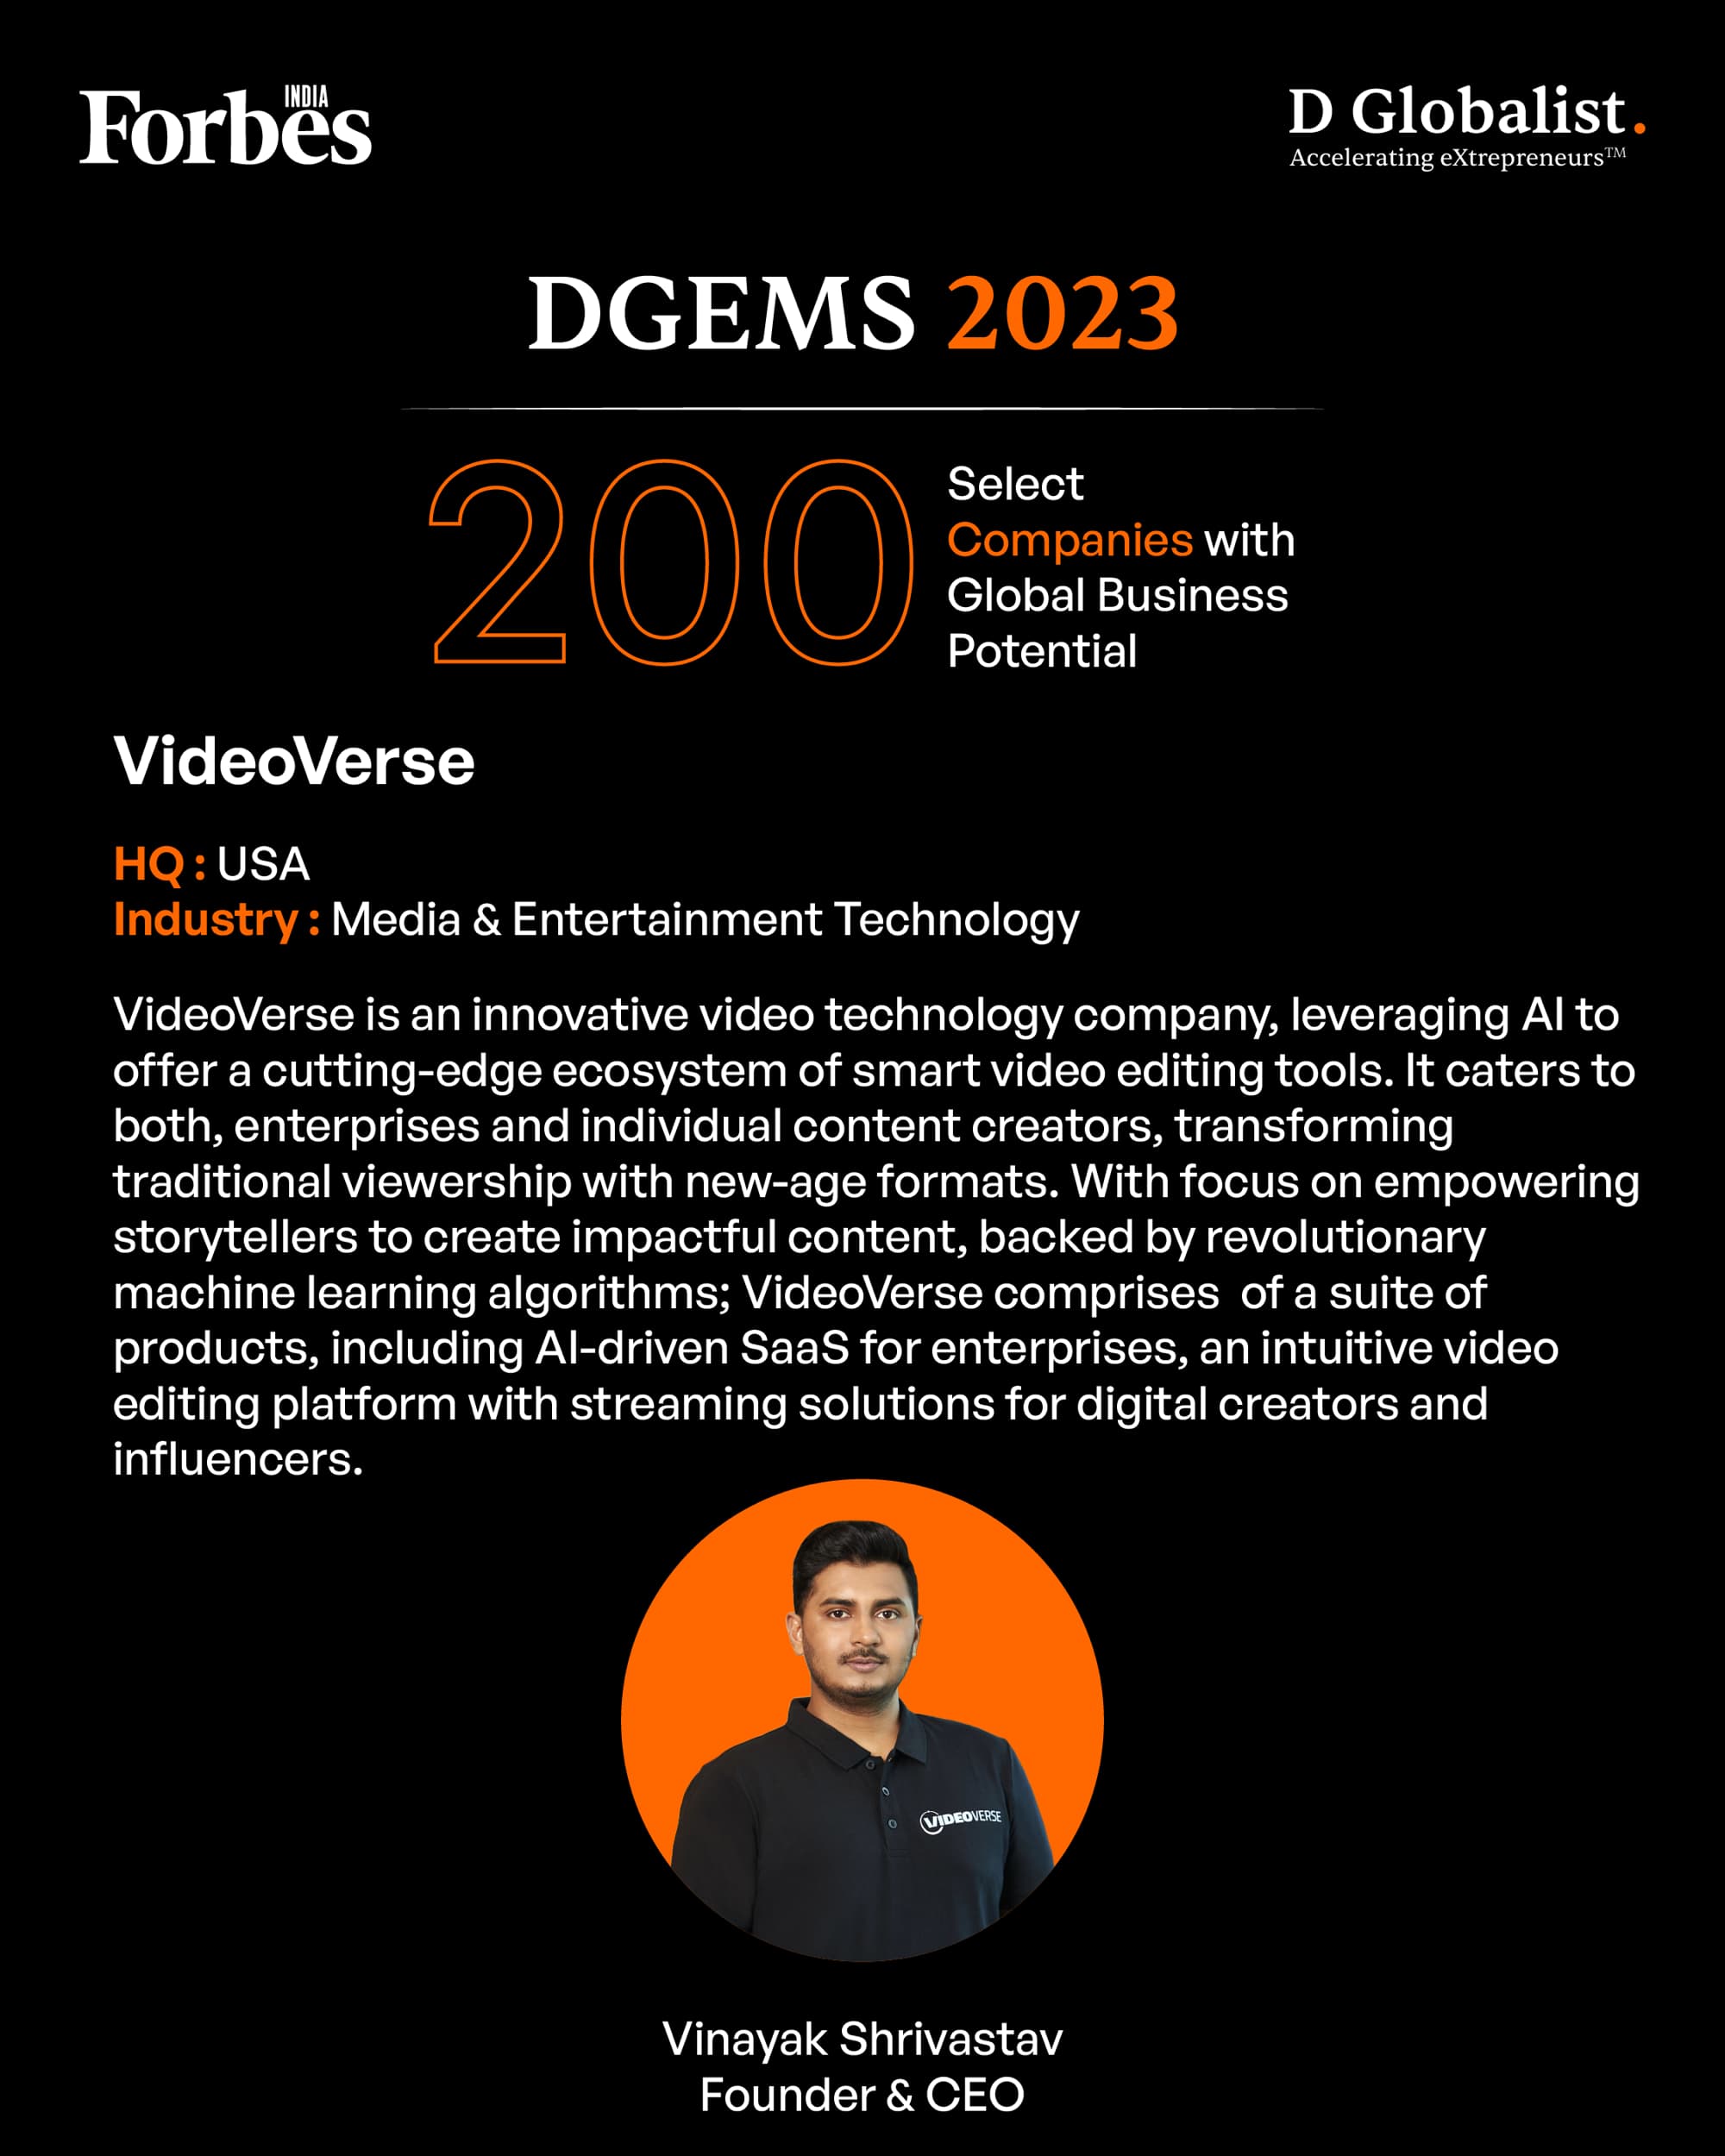 Forbes INDIA
D Globalist.
Accelerating eXtrepreneurs™
DGEMS 2023
200
Select
Companies with
Global Business
Potential
VideoVerse
HQ : USA
Industry : Media & Entertainment Technology
VideoVerse is an innovative video technology company, leveraging AI to
offer a cutting-edge ecosystem of smart video editing tools. It caters to
both, enterprises and individual content creators, transforming
traditional viewership with new-age formats. With focus on empowering
storytellers to create impactful content, backed by revolutionary
machine learning algorithms; VideoVerse comprises  of a suite of
products, including AI-driven SaaS for enterprises, an intuitive video
editing platform with streaming solutions for digital creators and
influencers.
VIDEOVERSE
Vinayak Shrivastav
Founder & CEO